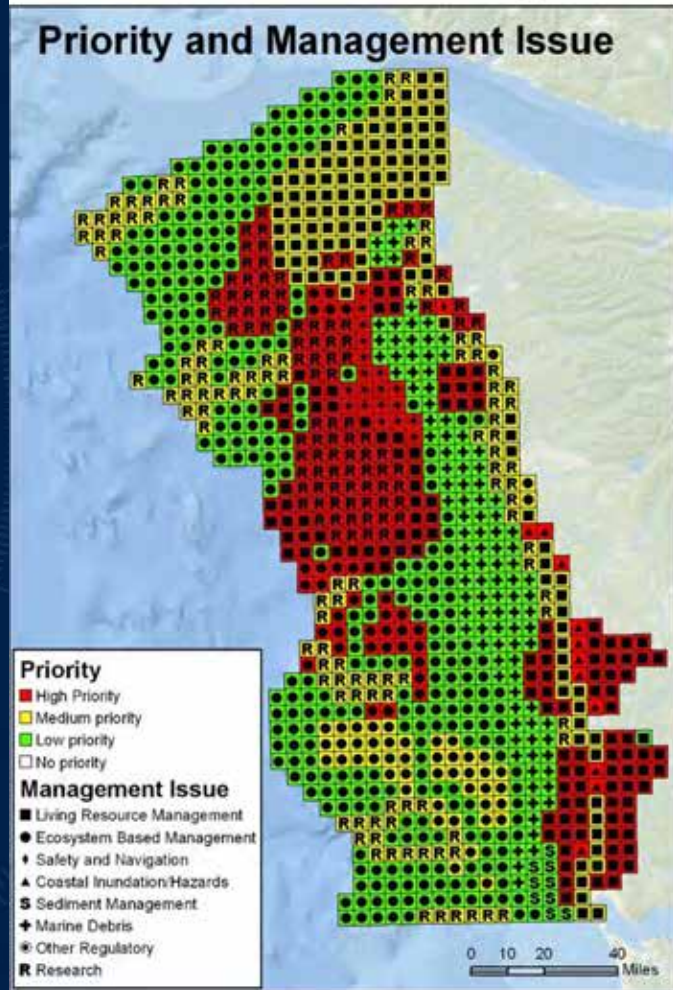 Priority and Management Issue
Priority
High Priority
Medium priority
Low priority
No priority
Management Issue
Living Resource Management
Ecosystem Based Management
Safety and Navigation
Coastal Inundation/Hazards
S Sediment Management
Marine Debris
Other Regulatory
R Research
0 10 20 40
Miles